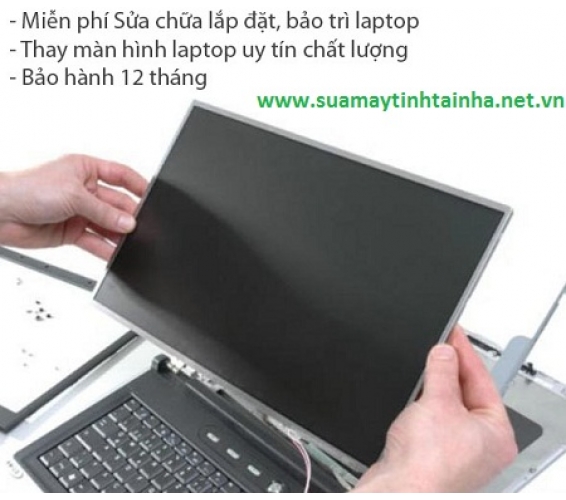 - Miễn phí Sửa chữa lắp đặt, bảo trì laptop
- Thay màn hình laptop uy tín chất lượng
- Bảo hành 12 tháng
www.suamaytinhtainha.net.vn